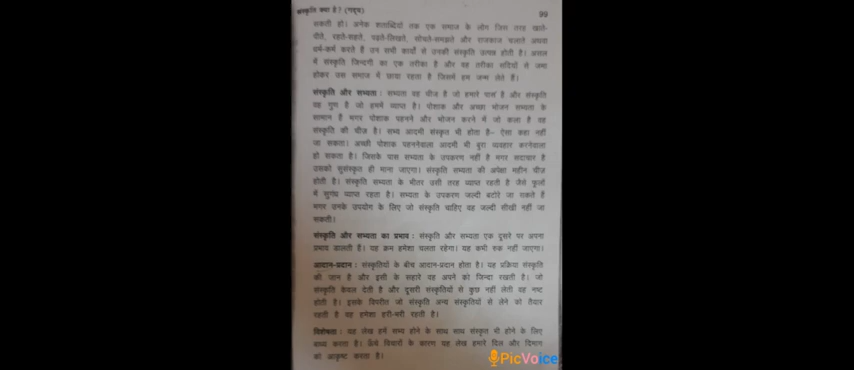 संस्कृति क्या है? (गद्य)
99
सकती हो। अनेक शताब्दियों तक एक समाज के लोग जिस तरह खाते-
पीते, रहते-सहते, पढ़ते-लिखते, सोचते-समझते और राजकाज चलाते अथवा
धर्म-कर्म करते हैं उन सभी कार्यों से उनकी संस्कृति उत्पन्न होती है। असल
में संस्कृति जिन्दगी का एक तरीका है और यह तरीका सदियों से जमा
होकर उस समाज में छाया रहता है जिसमें हम जन्म लेते हैं।
संस्कृति और सभ्यता : सभ्यता वह चीज है जो हमारे पास है और संस्कृति
वह गुण है जो हममें व्याप्त है। पोशाक और अच्छा भोजन सभ्यता के
सामान हैं मगर पोशाक पहनने और भोजन करने में जो कला है वह
संस्कृति की चीज़ है। सभ्य आदमी संस्कृत भी होता है- ऐसा कहा नहीं
जा सकता। अच्छी पोशाक पहननेवाला आदमी भी बुरा व्यवहार करनेवाला
हो सकता है। जिसके पास सभ्यता के उपकरण नहीं है मगर सदाचार है
उसको सुसंस्कृत ही माना जाएगा। संस्कृति सभ्यता की अपेक्षा महीन चीज़
होती है। संस्कृति सभ्यता के भीतर उसी तरह व्याप्त रहती है जैसे फूलों
में सुगंध व्याप्त रहता है। सभ्यता के उपकरण जल्दी बटोरे जा सकते हैं
मगर उनके उपयोग के लिए जो संस्कृति चाहिए वह जल्दी सीखी नहीं जा
सकती।
संस्कृति और सभ्यता का प्रभाव : संस्कृति और सभ्यता एक दूसरे पर अपना
प्रभाव डालती हैं। यह क्रम हमेशा चलता रहेगा। यह कभी रुक नहीं जाएगा।
आदान-प्रदान : संस्कृतियों के बीच आदान-प्रदान होता है। यह प्रक्रिया संस्कृति
की जान है और इसी के सहारे वह अपने को जिन्दा रखती है। जो
संस्कृति केवल देती है और दूसरी संस्कृतियों से कुछ नहीं लेती वह नष्ट
होती है। इसके विपरीत जो संस्कृति अन्य संस्कृतियों से लेने को तैयार
रहती है वह हमेशा हरी-भरी रहती है।
विशेषता : यह लेख हमें सभ्य होने के साथ साथ संस्कृत भी होने के लिए
बाध्य करता है। ऊँचे विचारों के कारण यह लेख हमारे दिल और दिमाग
को आकृष्ट करता है।
PicVoice